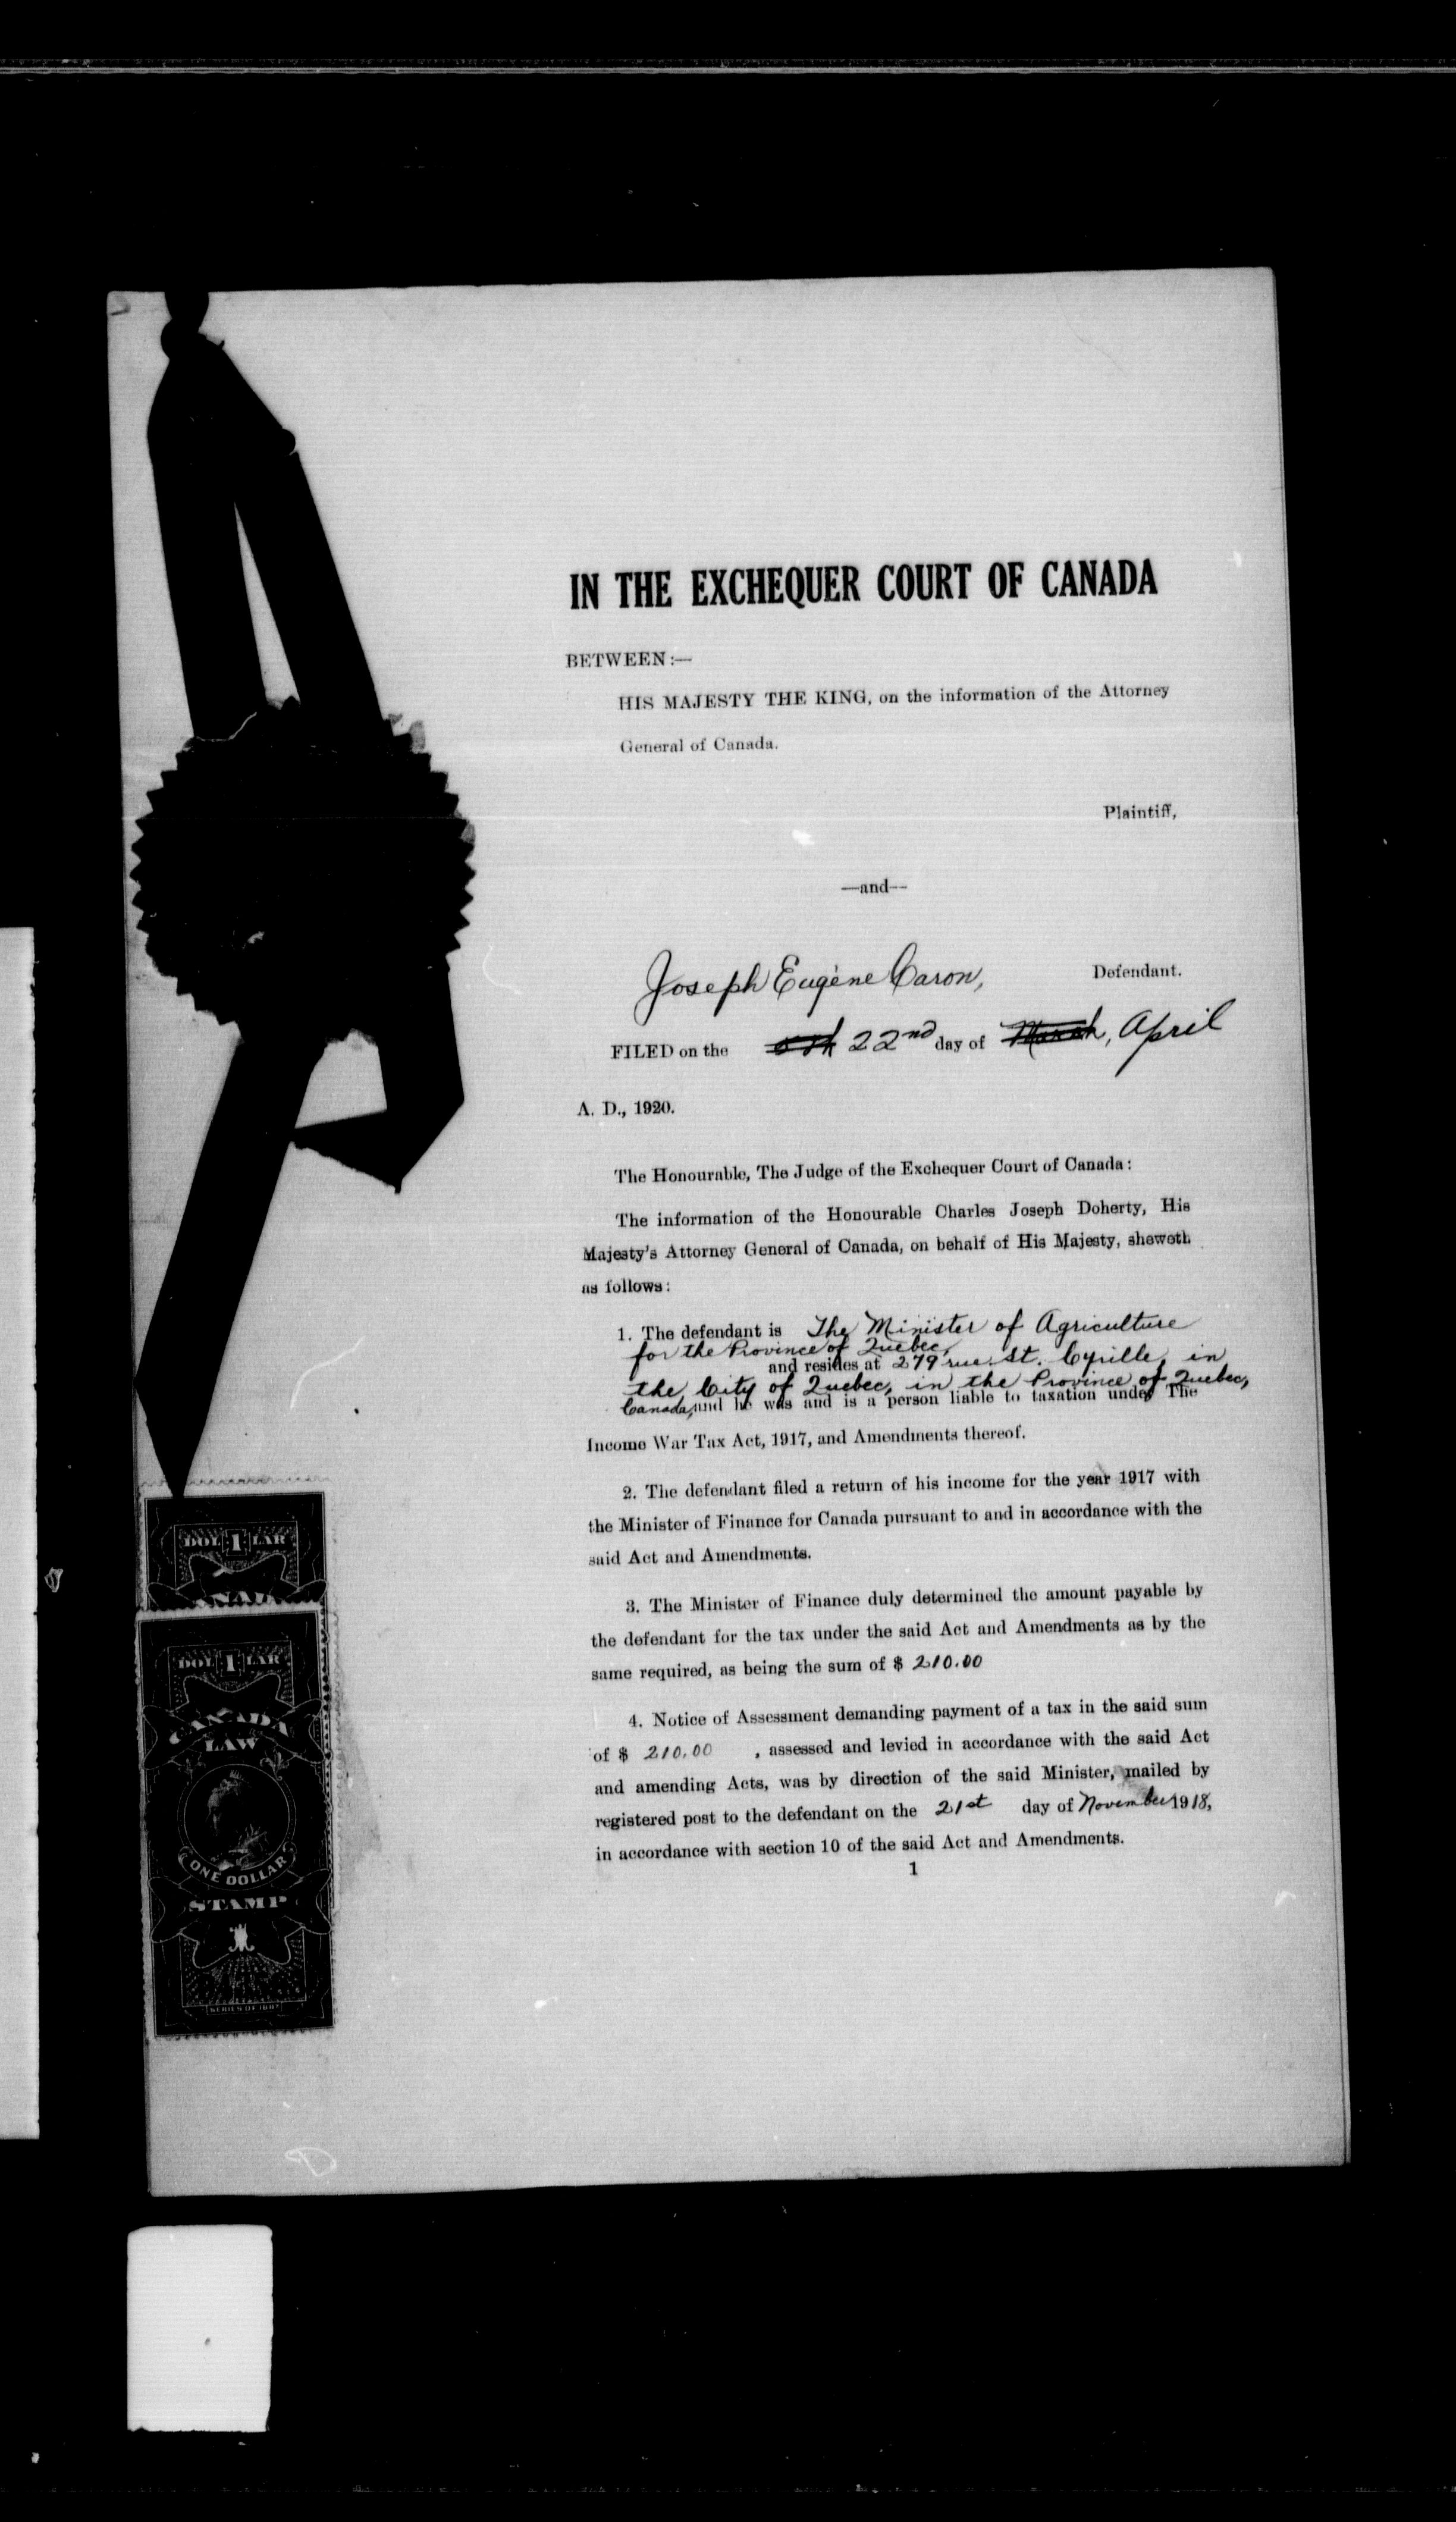 IN THE EXCHEQUER COURT OF CANADA
BETWEEN:—
HIS MAJESTY THE KING, on the information of the Attorney
General of Canada.
Plaintiff,
—and—
Joseph Eugène Caron, Defendant.
FILED on the 22nd day of March, April
A. D., 1920.
The Honourable, The Judge of the Exchequer Court of Canada:
The information of the Honourable Charles Joseph Doherty, His
Majesty's Attorney General of Canada, on behalf of His Majesty, sheweth
as follows:
1. The defendant is The Minister of Agriculture
for the Province of Quebec,
and resides at 279 rue St. Cyrille, in
the City of Quebec, in the Province of Quebec,
Canada, and he was and is a person liable to taxation under The
Income War Tax Act, 1917, and Amendments thereof.
2. The defendant filed a return of his income for the year 1917 with
the Minister of Finance for Canada pursuant to and in accordance with the
said Act and Amendments.
3. The Minister of Finance duly determined the amount payable by
the defendant for the tax under the said Act and Amendments as by the
same required, as being the sum of $ 210.00
4. Notice of Assessment demanding payment of a tax in the said sum
of $ 210.00 , assessed and levied in accordance with the said Act
and amending Acts, was by direction of the said Minister, mailed by
registered post to the defendant on the 21st day of November 1918,
in accordance with section 10 of the said Act and Amendments.
1
DOL 1 LAR
DOL 1 LAR
CANADA
LAW
ONE DOLLAR
STAMP